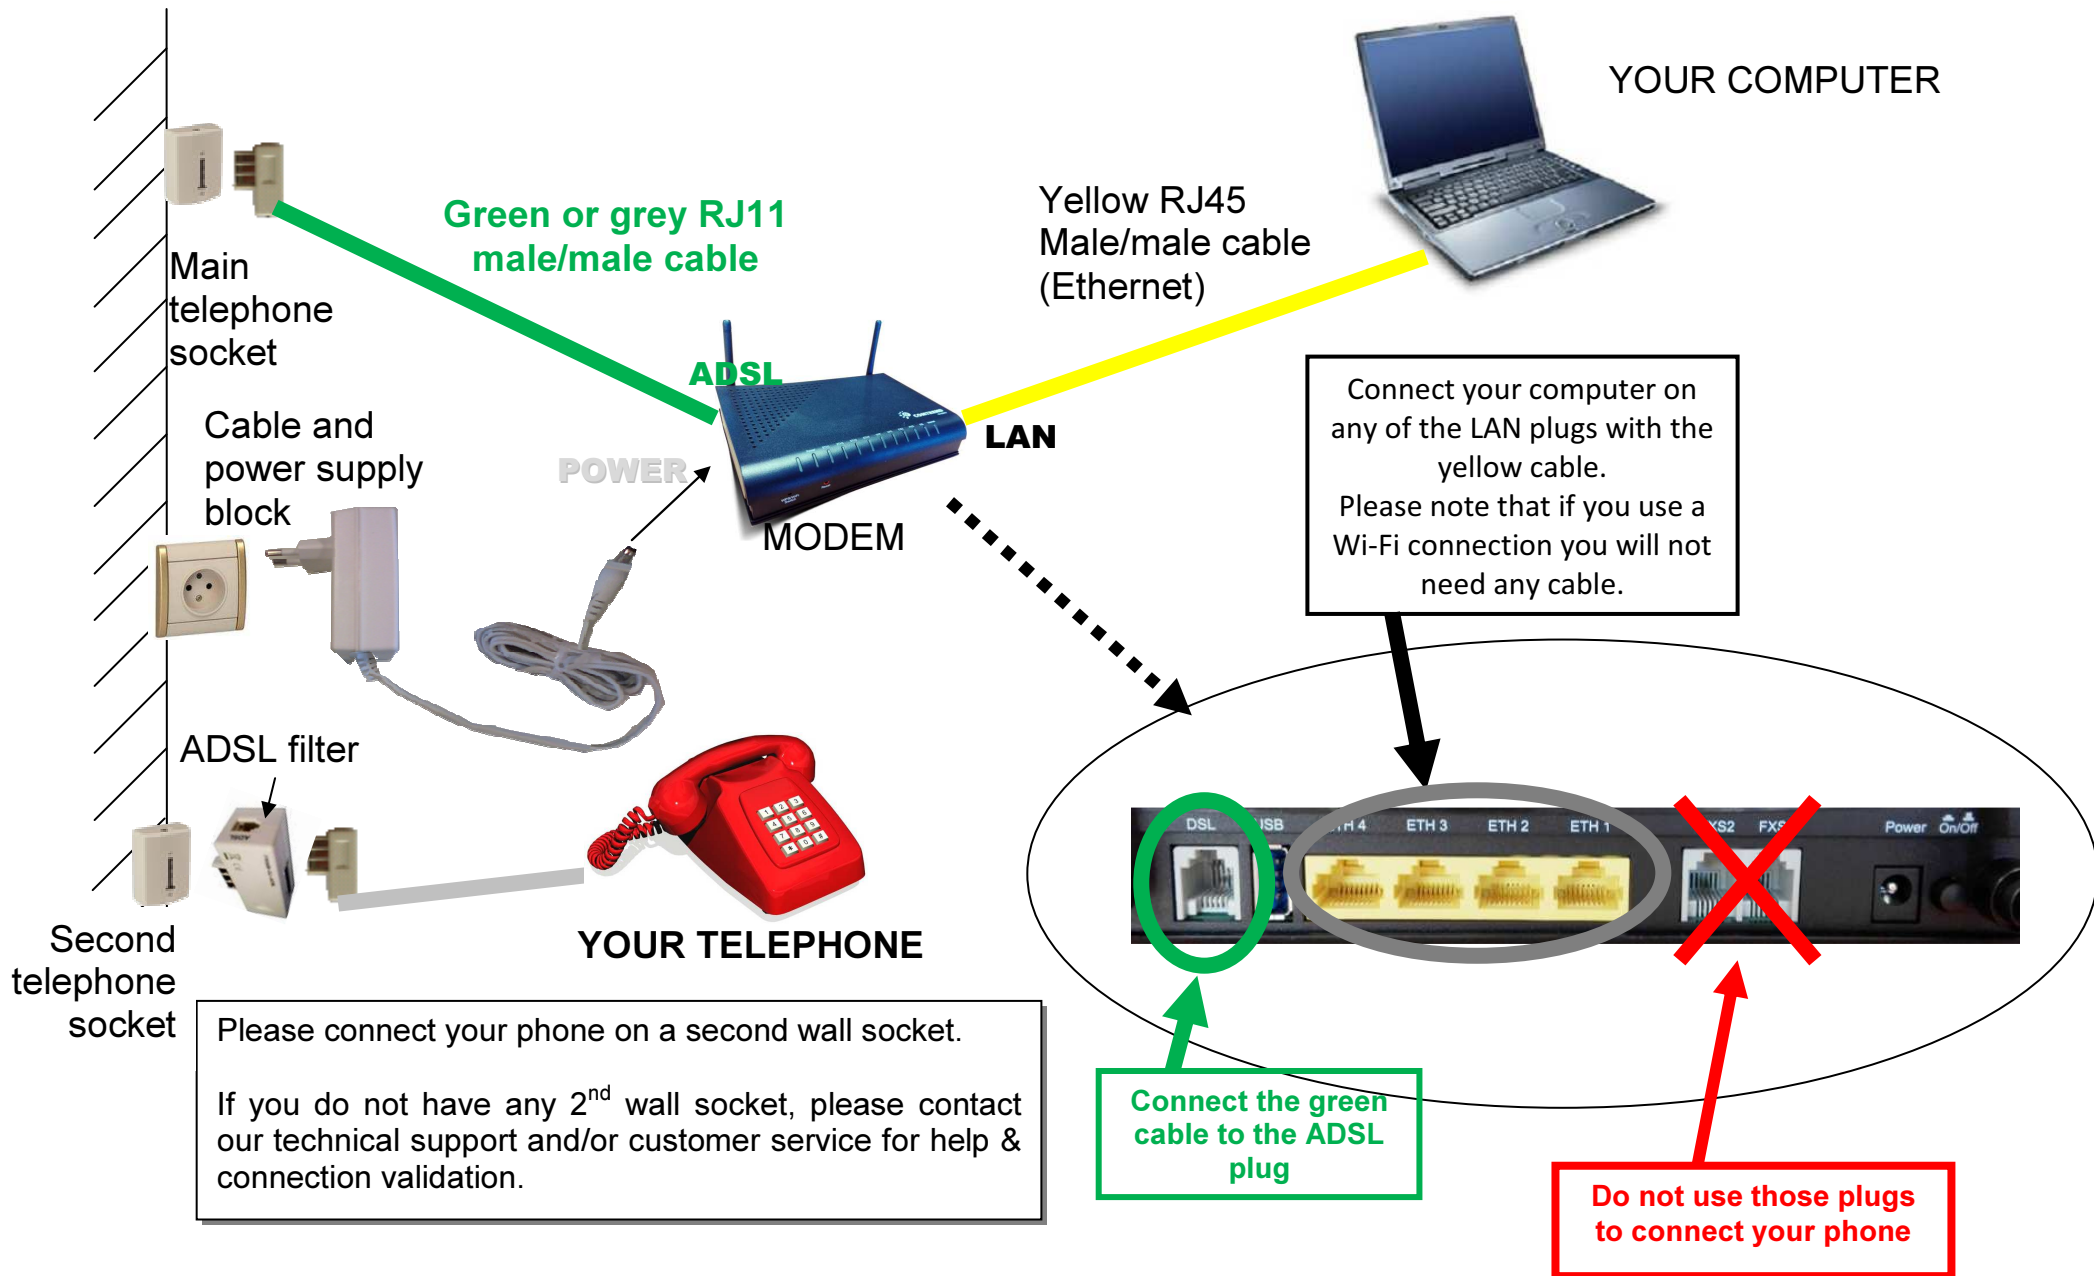 YOUR COMPUTER
Green or grey RJ11
male/male cable
Yellow RJ45
Male/male cable
(Ethernet)
Main
telephone
socket
ADSL
LAN
Connect your computer on
any of the LAN plugs with the
yellow cable.
Please note that if you use a
Wi-Fi connection you will not
need any cable.
Cable and
power supply
block
POWER
MODEM
ADSL filter
ADSL
DSL
USB
ETH 4
ETH 3
ETH 2
ETH 1
FXS2
FXS
Power
On/Off
Second
telephone
socket
YOUR TELEPHONE
Please connect your phone on a second wall socket.
If you do not have any 2nd wall socket, please contact
our technical support and/or customer service for help &
connection validation.
Connect the green
cable to the ADSL
plug
Do not use those plugs
to connect your phone